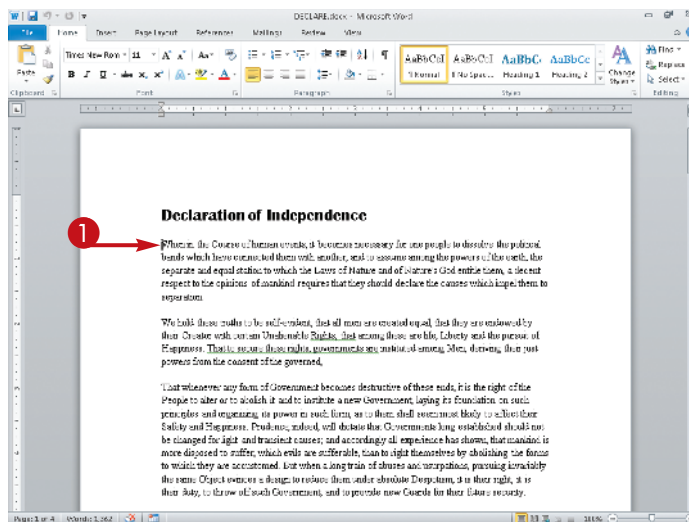 DECLARE.docx - Microsoft Word
File Home Insert Page Layout References Mailings Review View
Times New Rom 11 A A Aa
Find
AaBbCcI AaBbCcI AaBbC AaBbCc
Replace
Paste
B I U abc x, x² A A
¶ Normal ¶ No Spac... Heading 1 Heading 2
Change Styles
Select
Clipboard Font Paragraph Styles Editing
Declaration of Independence
1
When in the Course of human events, it becomes necessary for one people to dissolve the political
bands which have connected them with another, and to assume among the powers of the earth, the
separate and equal station to which the Laws of Nature and of Nature's God entitle them, a decent
respect to the opinions of mankind requires that they should declare the causes which impel them to
separation.
We hold these truths to be self-evident, that all men are created equal, that they are endowed by
their Creator with certain Unalienable Rights, that among these are life, Liberty and the pursuit of
Happiness. That to secure these rights, governments are instituted among Men, deriving their just
powers from the consent of the governed,
That whenever any form of Government becomes destructive of these ends, it is the right of the
People to alter or to abolish it and to institute a new Government, laying its foundation on such
principles and organizing its power in such form, as to them shall seem most likely to affect their
Safety and Happiness. Prudence, indeed, will dictate that Governments long established should not
be changed for light and transient causes; and accordingly all experience has shown, that mankind is
more disposed to suffer, which evils are sufferable, than to right themselves by abolishing the forms
to which they are accustomed. But when a long train of abuses and usurpations, pursuing invariably
the same Object evinces a design to reduce them under absolute Despotism, it is their right, it is
their duty, to throw off such Government, and to provide new Guards for their future security.
Page: 1 of 4 Words: 1,362 100%